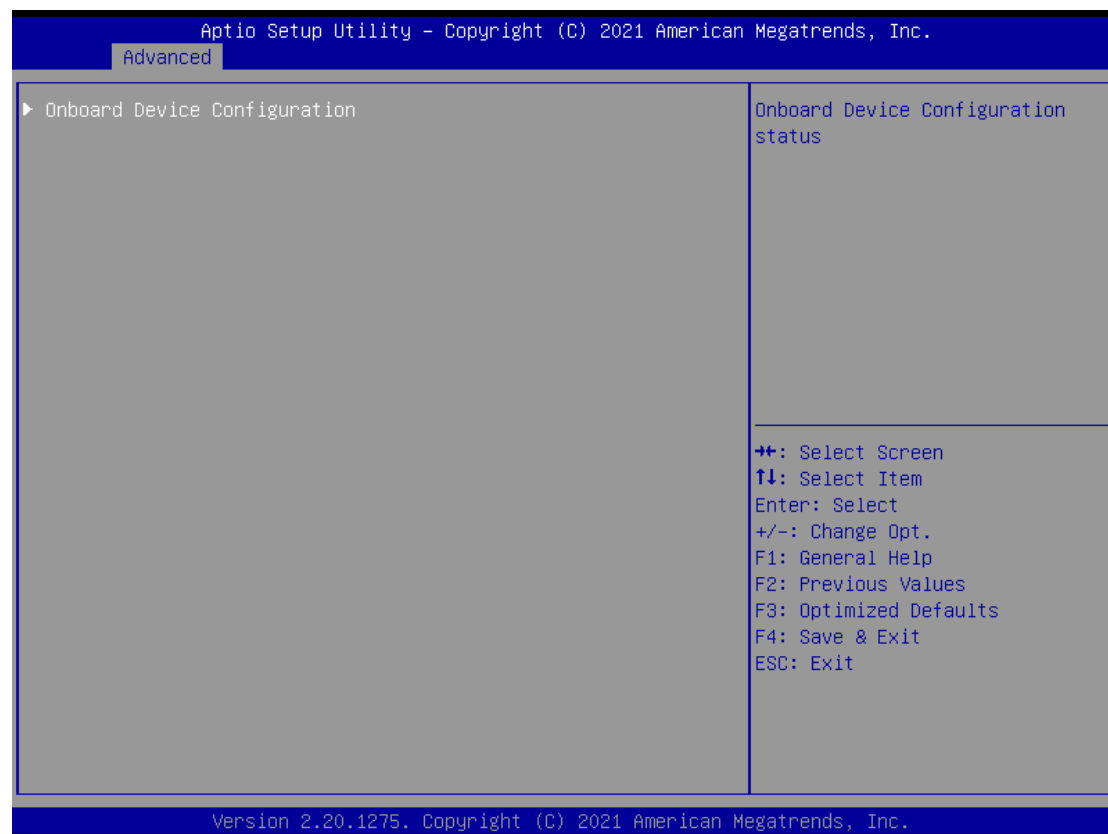 Aptio Setup Utility – Copyright (C) 2021 American Megatrends, Inc.
Advanced
▶ Onboard Device Configuration
Onboard Device Configuration
status
→←: Select Screen
↑↓: Select Item
Enter: Select
+/-: Change Opt.
F1: General Help
F2: Previous Values
F3: Optimized Defaults
F4: Save & Exit
ESC: Exit
Version 2.20.1275. Copyright (C) 2021 American Megatrends, Inc.